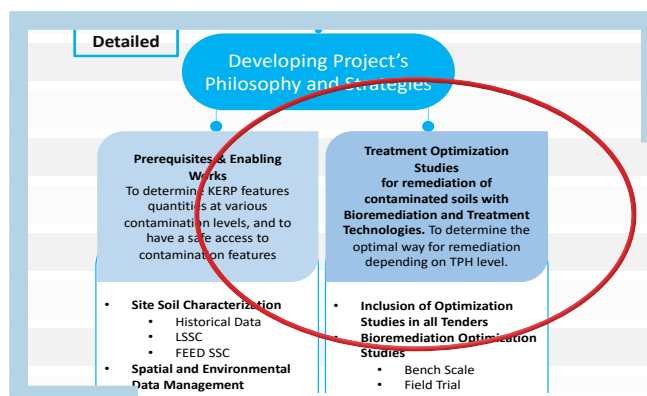 Detailed
Developing Project's
Philosophy and Strategies
Prerequisites & Enabling
Works
To determine KERP features
quantities at various
contamination levels, and to
have a safe access to
contamination features
• Site Soil Characterization
• Historical Data
• LSSC
• FEED SSC
• Spatial and Environmental
Data Management
Treatment Optimization
Studies
for remediation of
contaminated soils with
Bioremediation and Treatment
Technologies. To determine the
optimal way for remediation
depending on TPH level.
• Inclusion of Optimization
Studies in all Tenders
• Bioremediation Optimization
Studies
• Bench Scale
• Field Trial